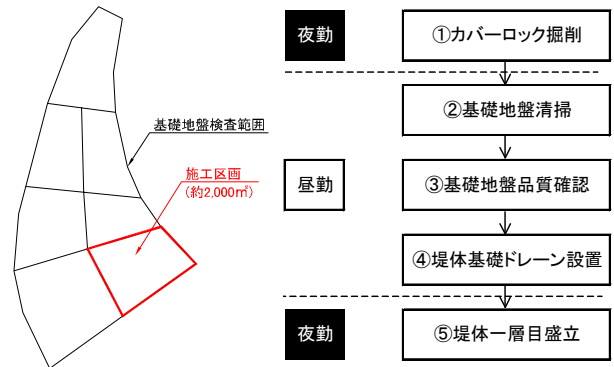 基礎地盤検査範囲
施工区画
(約2,000㎡)
夜勤
①カバーロック掘削
②基礎地盤清掃
昼勤
③基礎地盤品質確認
④堤体基礎ドレーン設置
夜勤
⑤堤体一層目盛立